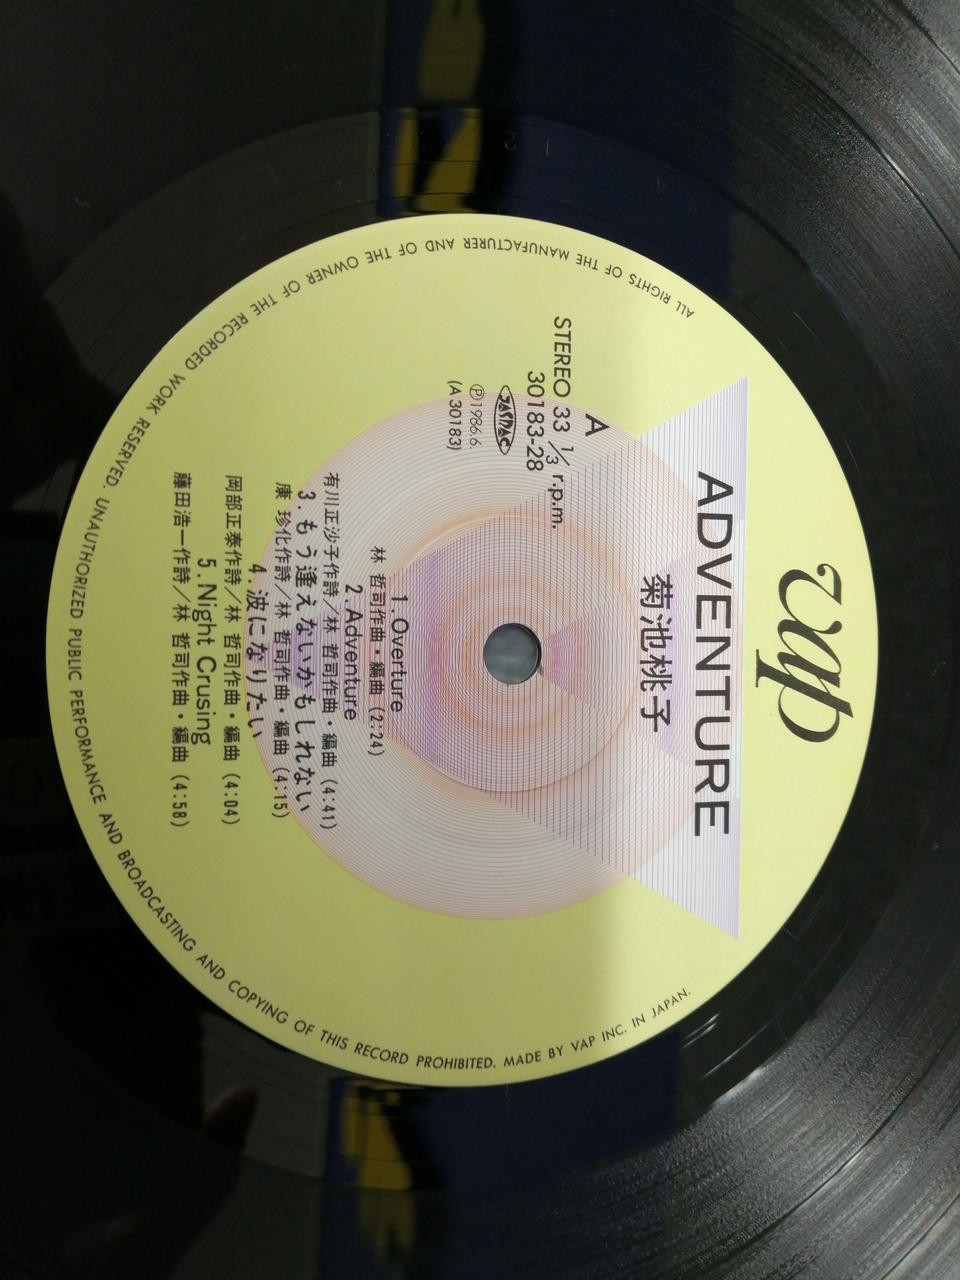 vap
ADVENTURE
菊池桃子
A
STEREO 33 1/3 r.p.m.
30183-28
JASRAC
Ⓟ1986.6.
(A 30183)
1.Overture
林 哲司作曲・編曲 (2:24)
2.Adventure
有川正沙子作詩／林 哲司作曲・編曲 (4:41)
3.もう逢えないかもしれない
康 珍化作詩／林 哲司作曲・編曲 (4:15)
4.波になりたい
岡部正泰作詩／林 哲司作曲・編曲 (4:04)
5.Night Crusing
藤田浩一作詩／林 哲司作曲・編曲 (4:58)
ALL RIGHTS OF THE MANUFACTURER AND OF THE OWNER OF THE RECORDED WORK RESERVED. UNAUTHORIZED PUBLIC PERFORMANCE AND BROADCASTING AND COPYING OF THIS RECORD PROHIBITED. MADE BY VAP INC. IN JAPAN.